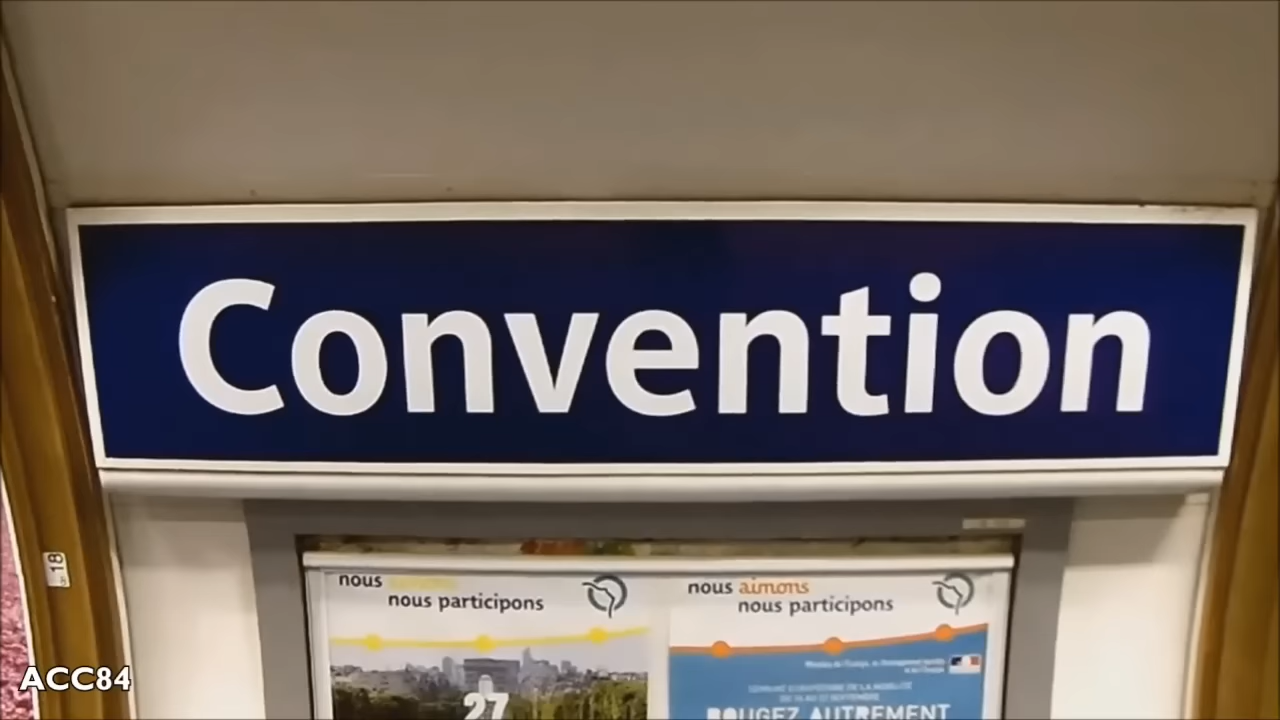 Convention
nous
nous participons
nous aimons
nous participons
27
BOUGEZ AUTREMENT
18
ACC84